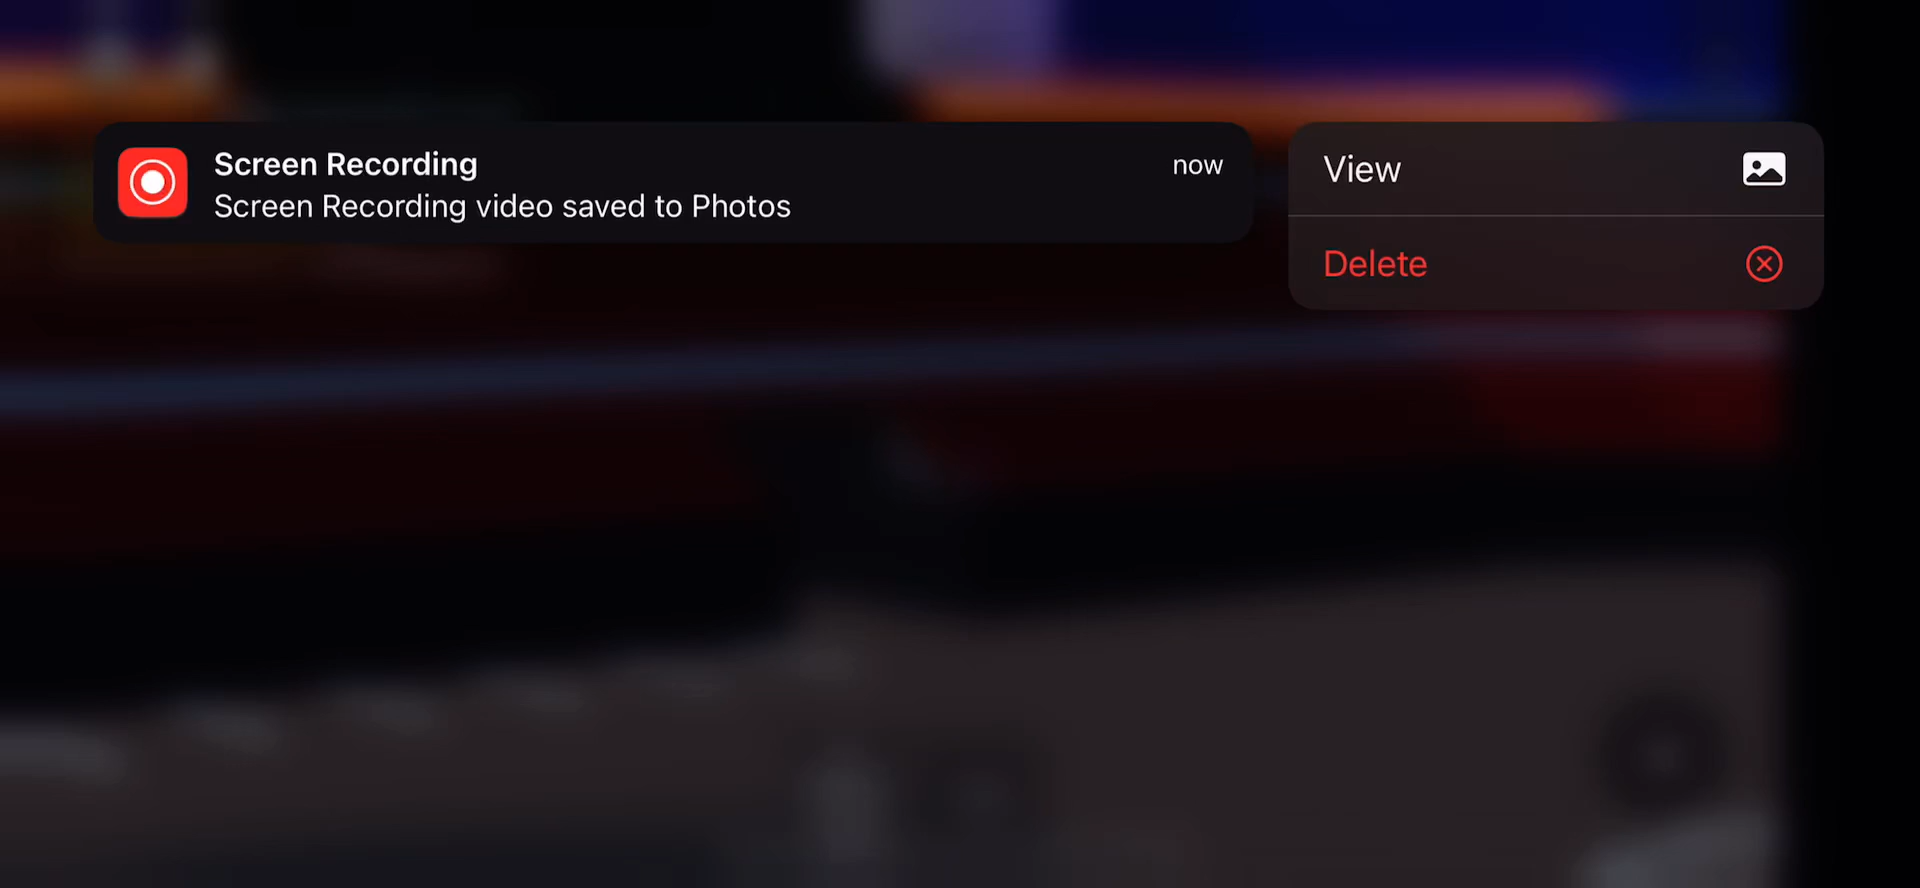 Screen Recording
now
Screen Recording video saved to Photos
View
Delete